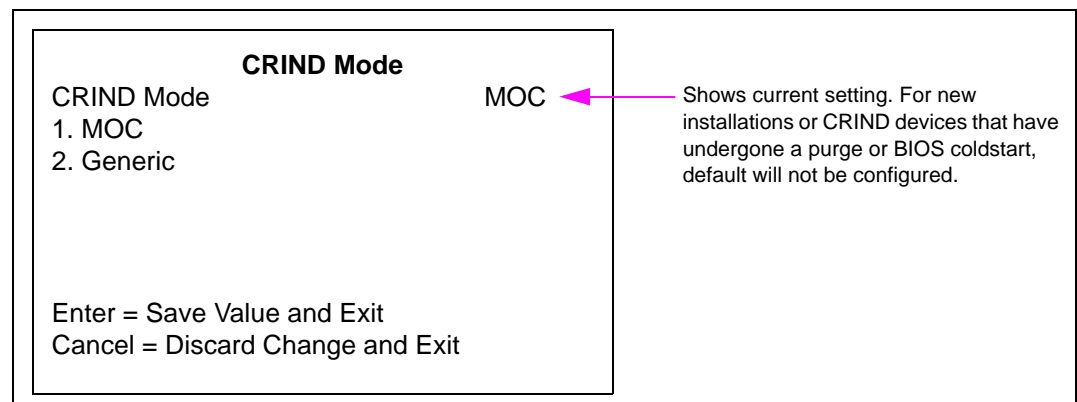 CRIND Mode
CRIND Mode MOC
1. MOC
2. Generic
Enter = Save Value and Exit
Cancel = Discard Change and Exit
Shows current setting. For new
installations or CRIND devices that have
undergone a purge or BIOS coldstart,
default will not be configured.